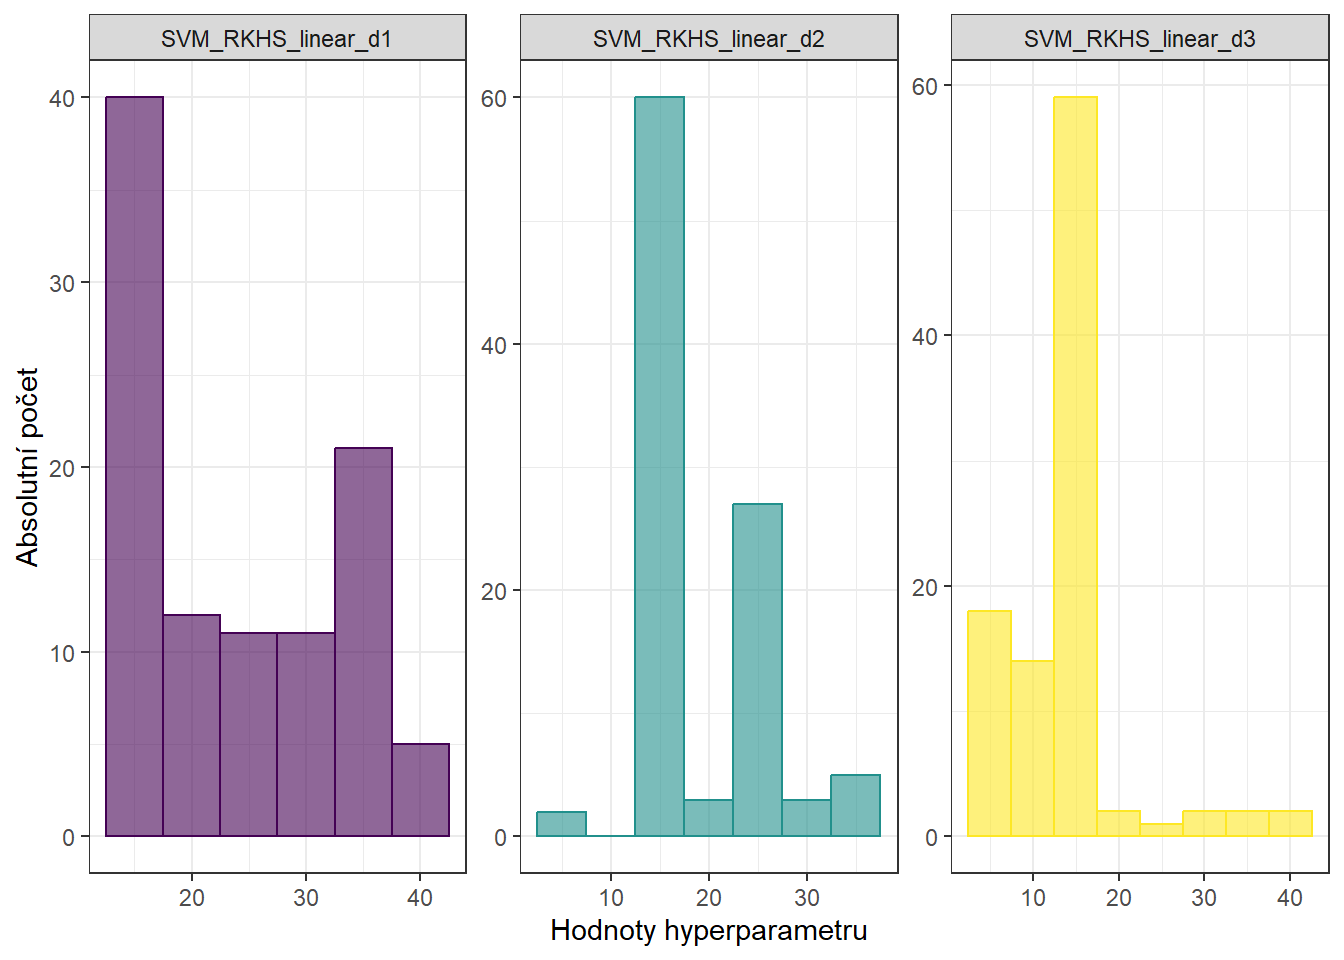 SVM_RKHS_linear_d1
SVM_RKHS_linear_d2
SVM_RKHS_linear_d3
Absolutní počet
40
30
20
10
0
60
40
20
0
60
40
20
0
20 30 40
10 20 30
10 20 30 40
Hodnoty hyperparametru